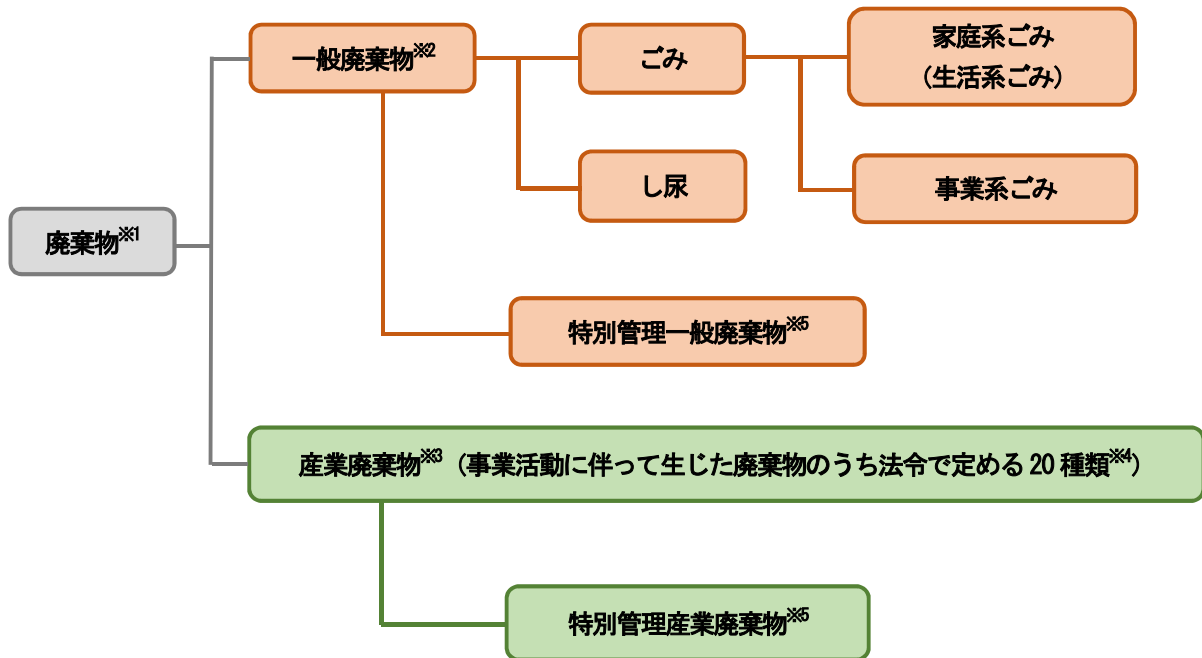 一般廃棄物※2
ごみ
家庭系ごみ
（生活系ごみ）
し尿
事業系ごみ
廃棄物※1
特別管理一般廃棄物※5
産業廃棄物※3（事業活動に伴って生じた廃棄物のうち法令で定める 20 種類※4）
特別管理産業廃棄物※5